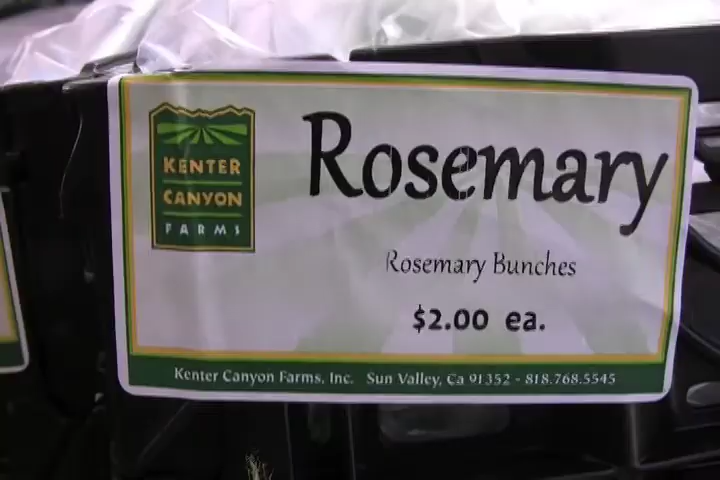 KENTER
CANYON
FARMS
Rosemary
Rosemary Bunches
$2.00 ea.
Kenter Canyon Farms, Inc. Sun Valley, Ca 91352 - 818.768.5545